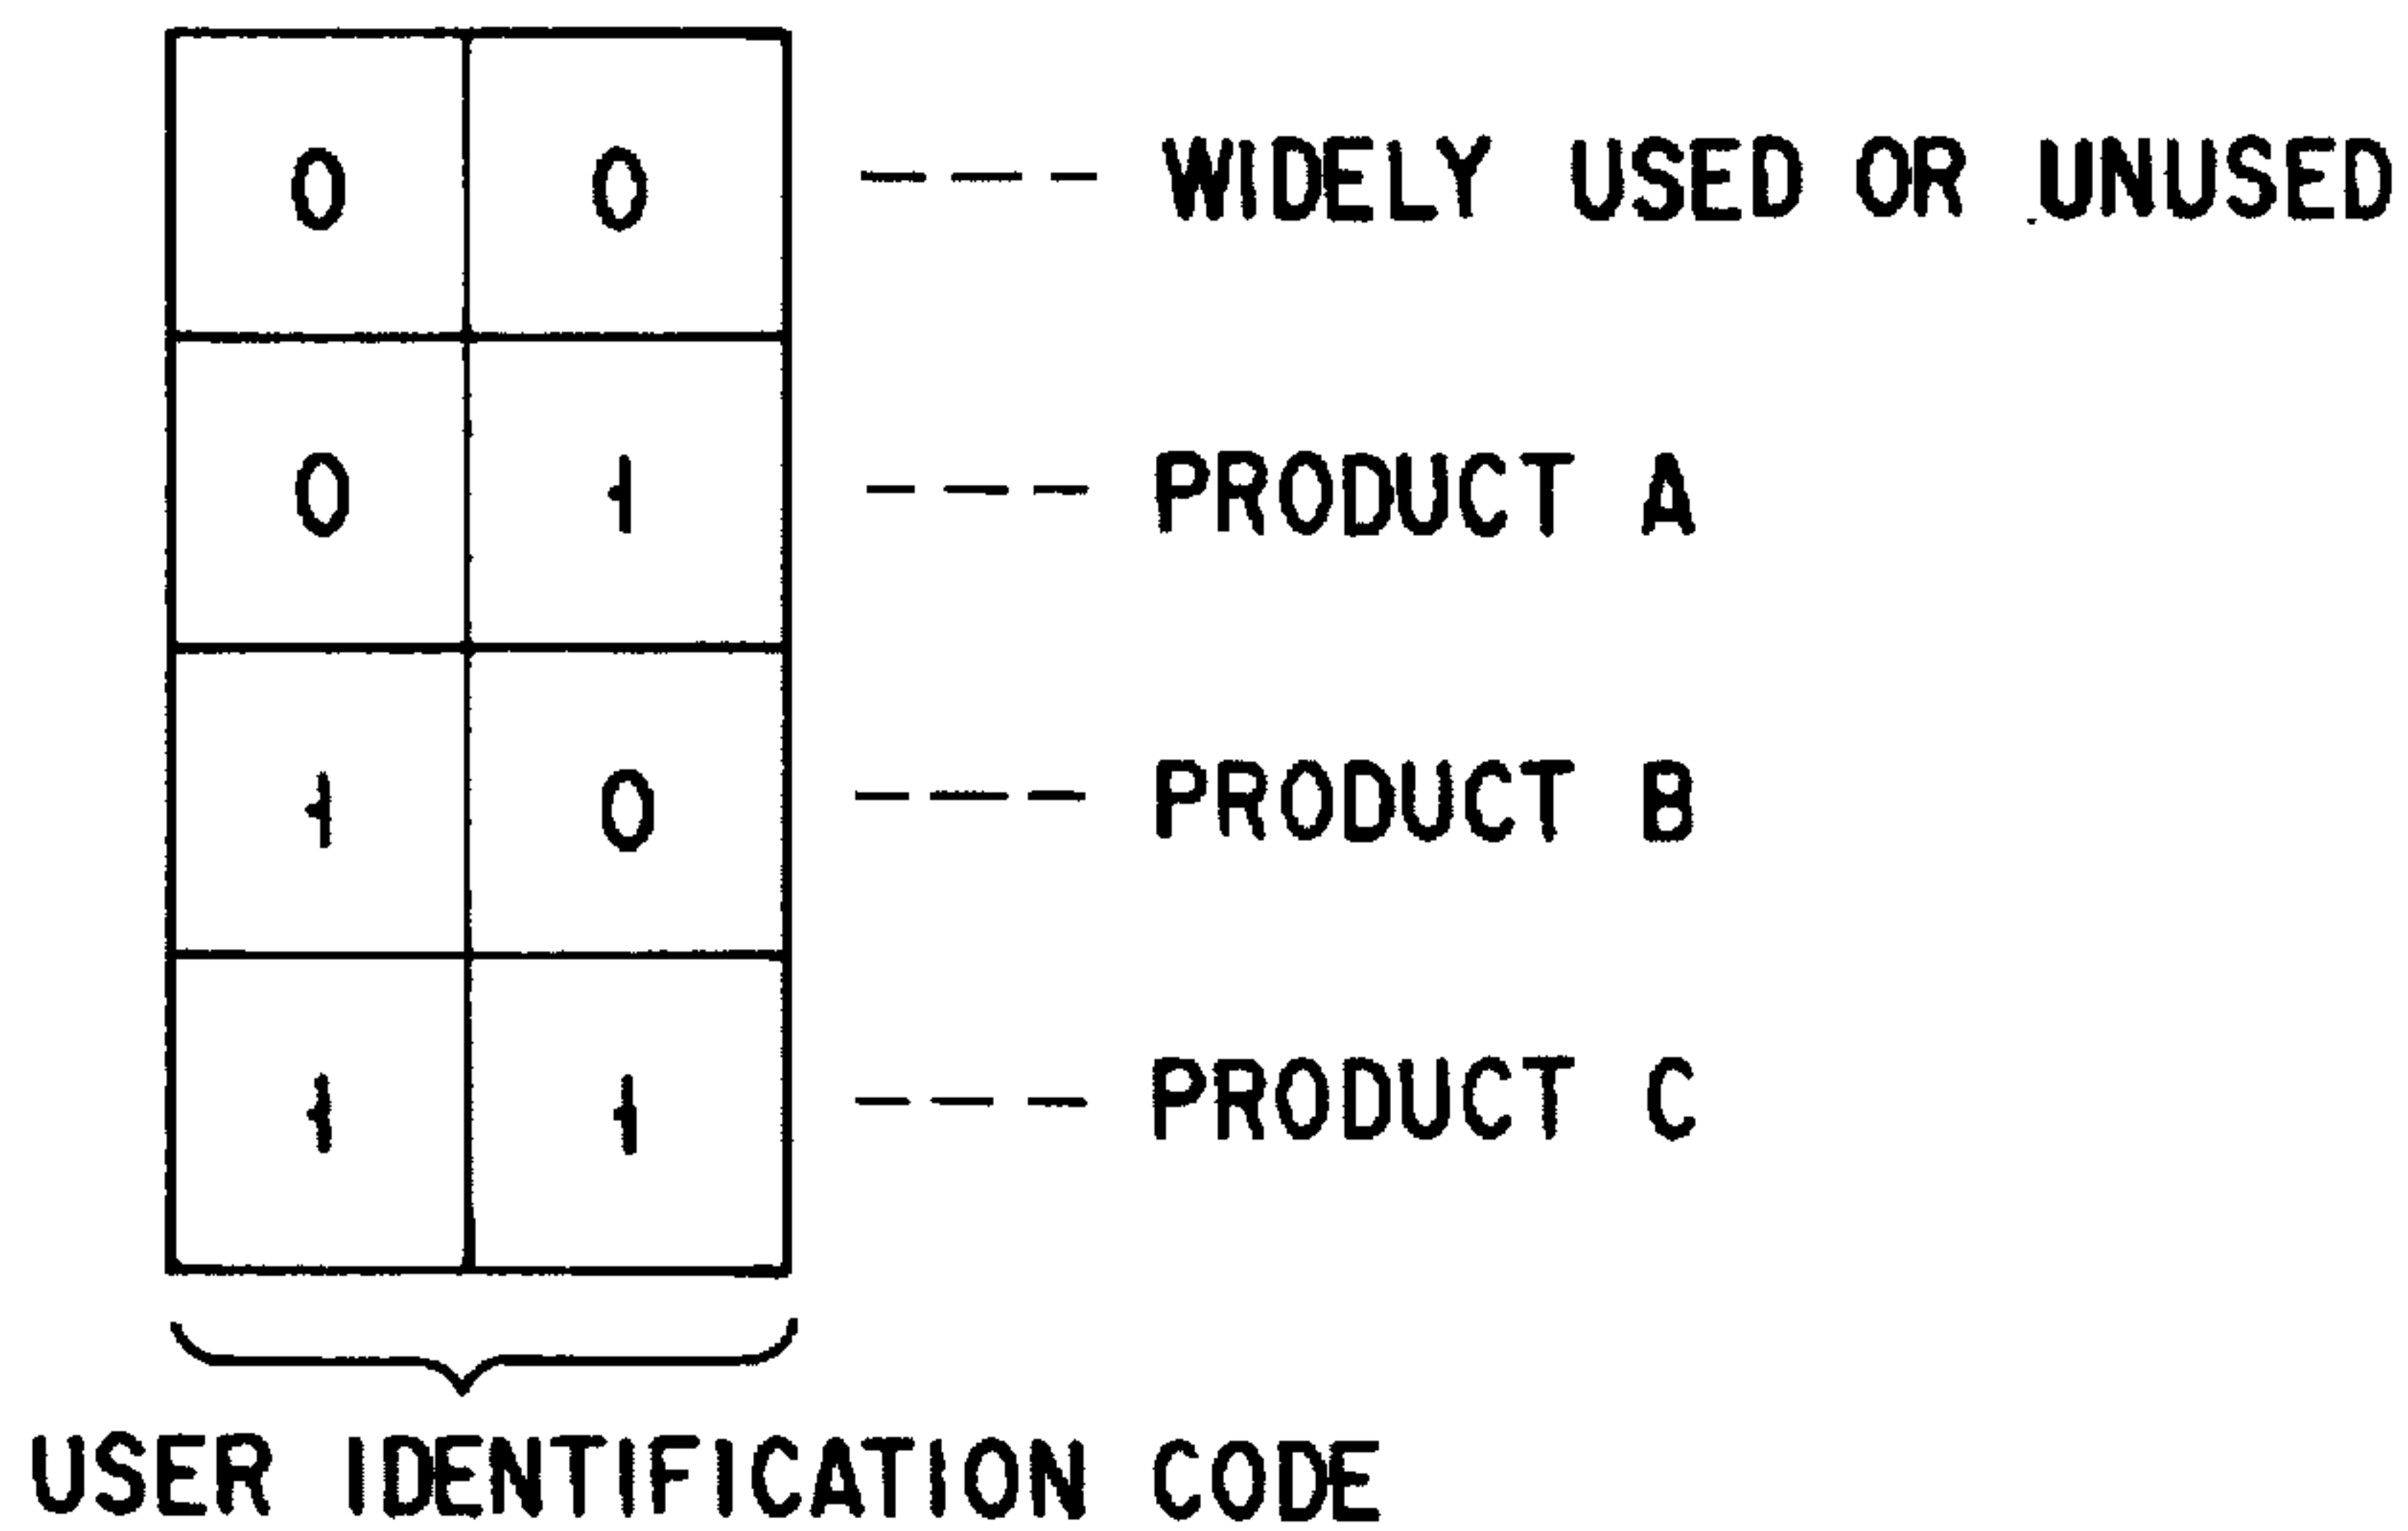 0 0 --- WIDELY USED OR UNUSED
0 1 --- PRODUCT A
1 0 --- PRODUCT B
1 1 --- PRODUCT C
USER IDENTIFICATION CODE